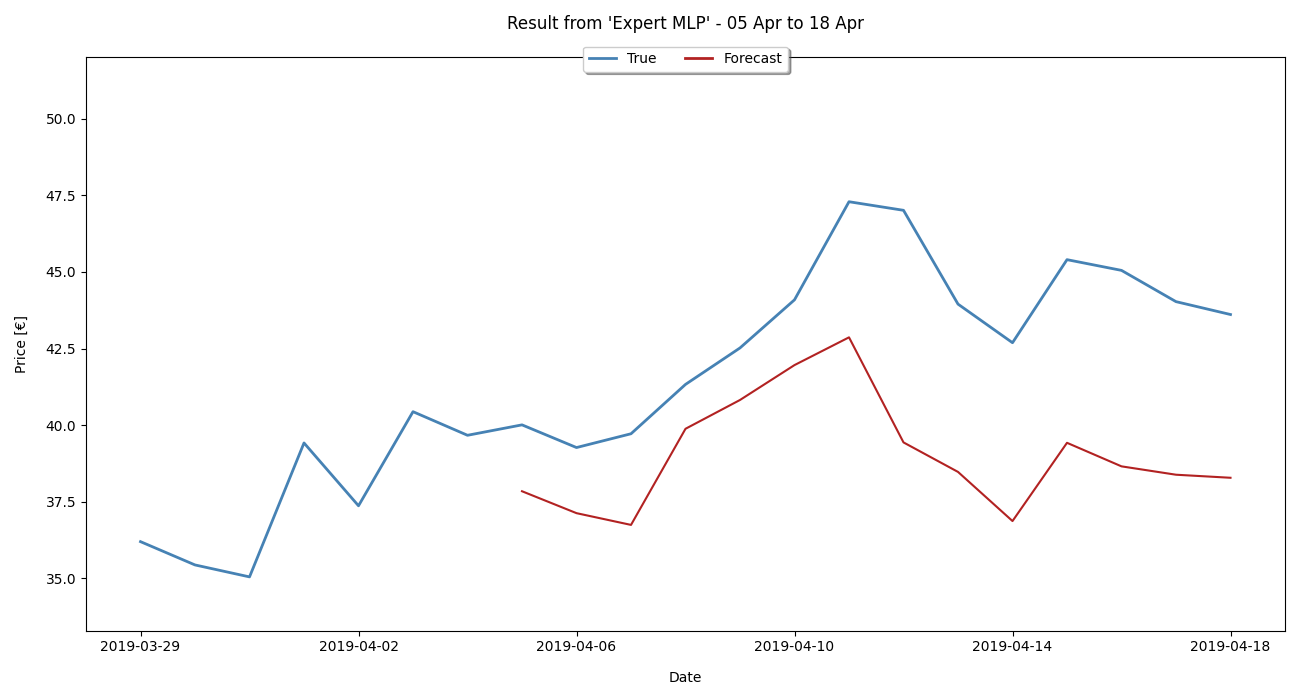 Result from 'Expert MLP' - 05 Apr to 18 Apr
True Forecast
50.0
47.5
45.0
42.5
40.0
37.5
35.0
Price [€]
2019-03-29 2019-04-02 2019-04-06 2019-04-10 2019-04-14 2019-04-18
Date